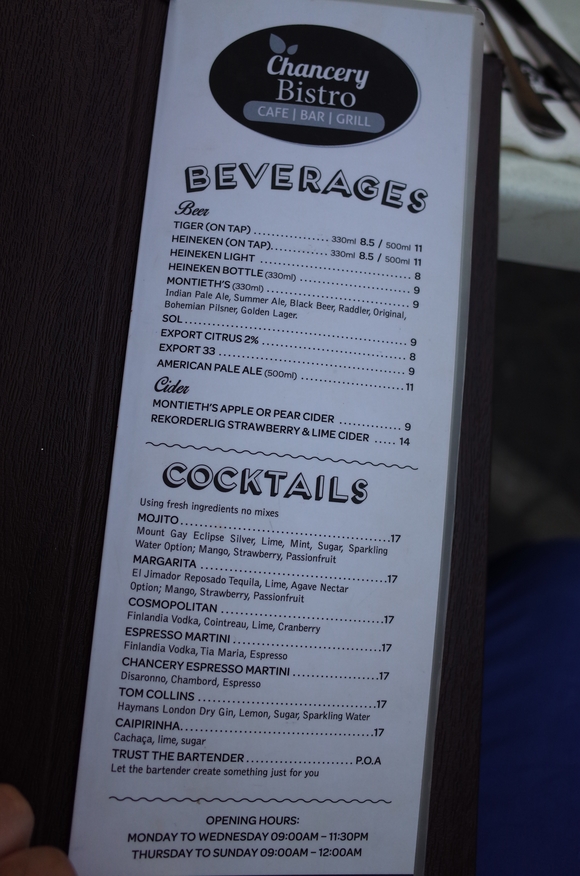 Chancery
Bistro
CAFE | BAR | GRILL
BEVERAGES
Beer
TIGER (ON TAP) .................... 330ml 8.5 / 500ml 11
HEINEKEN (ON TAP)............... 330ml 8.5 / 500ml 11
HEINEKEN LIGHT ........................................ 8
HEINEKEN BOTTLE (330ml) .............................. 9
MONTIETH'S (330ml) ..................................... 9
Indian Pale Ale, Summer Ale, Black Beer, Raddler, Original,
Bohemian Pilsner, Golden Lager.
SOL........................................................ 9
EXPORT CITRUS 2% ...................................... 8
EXPORT 33 ............................................... 9
AMERICAN PALE ALE (500ml) ........................... 11
Cider
MONTIETH'S APPLE OR PEAR CIDER ................ 9
REKORDERLIG STRAWBERRY & LIME CIDER ..... 14
COCKTAILS
Using fresh ingredients no mixes
MOJITO....................................................17
Mount Gay Eclipse Silver, Lime, Mint, Sugar, Sparkling
Water Option; Mango, Strawberry, Passionfruit
MARGARITA ..............................................17
El Jimador Reposado Tequila, Lime, Agave Nectar
Option; Mango, Strawberry, Passionfruit
COSMOPOLITAN .........................................17
Finlandia Vodka, Cointreau, Lime, Cranberry
ESPRESSO MARTINI .....................................17
Finlandia Vodka, Tia Maria, Espresso
CHANCERY ESPRESSO MARTINI .....................17
Disaronno, Chambord, Espresso
TOM COLLINS ............................................17
Haymans London Dry Gin, Lemon, Sugar, Sparkling Water
CAIPIRINHA...............................................17
Cachaça, lime, sugar
TRUST THE BARTENDER .......................... P.O.A
Let the bartender create something just for you
OPENING HOURS:
MONDAY TO WEDNESDAY 09:00AM – 11:30PM
THURSDAY TO SUNDAY 09:00AM – 12:00AM